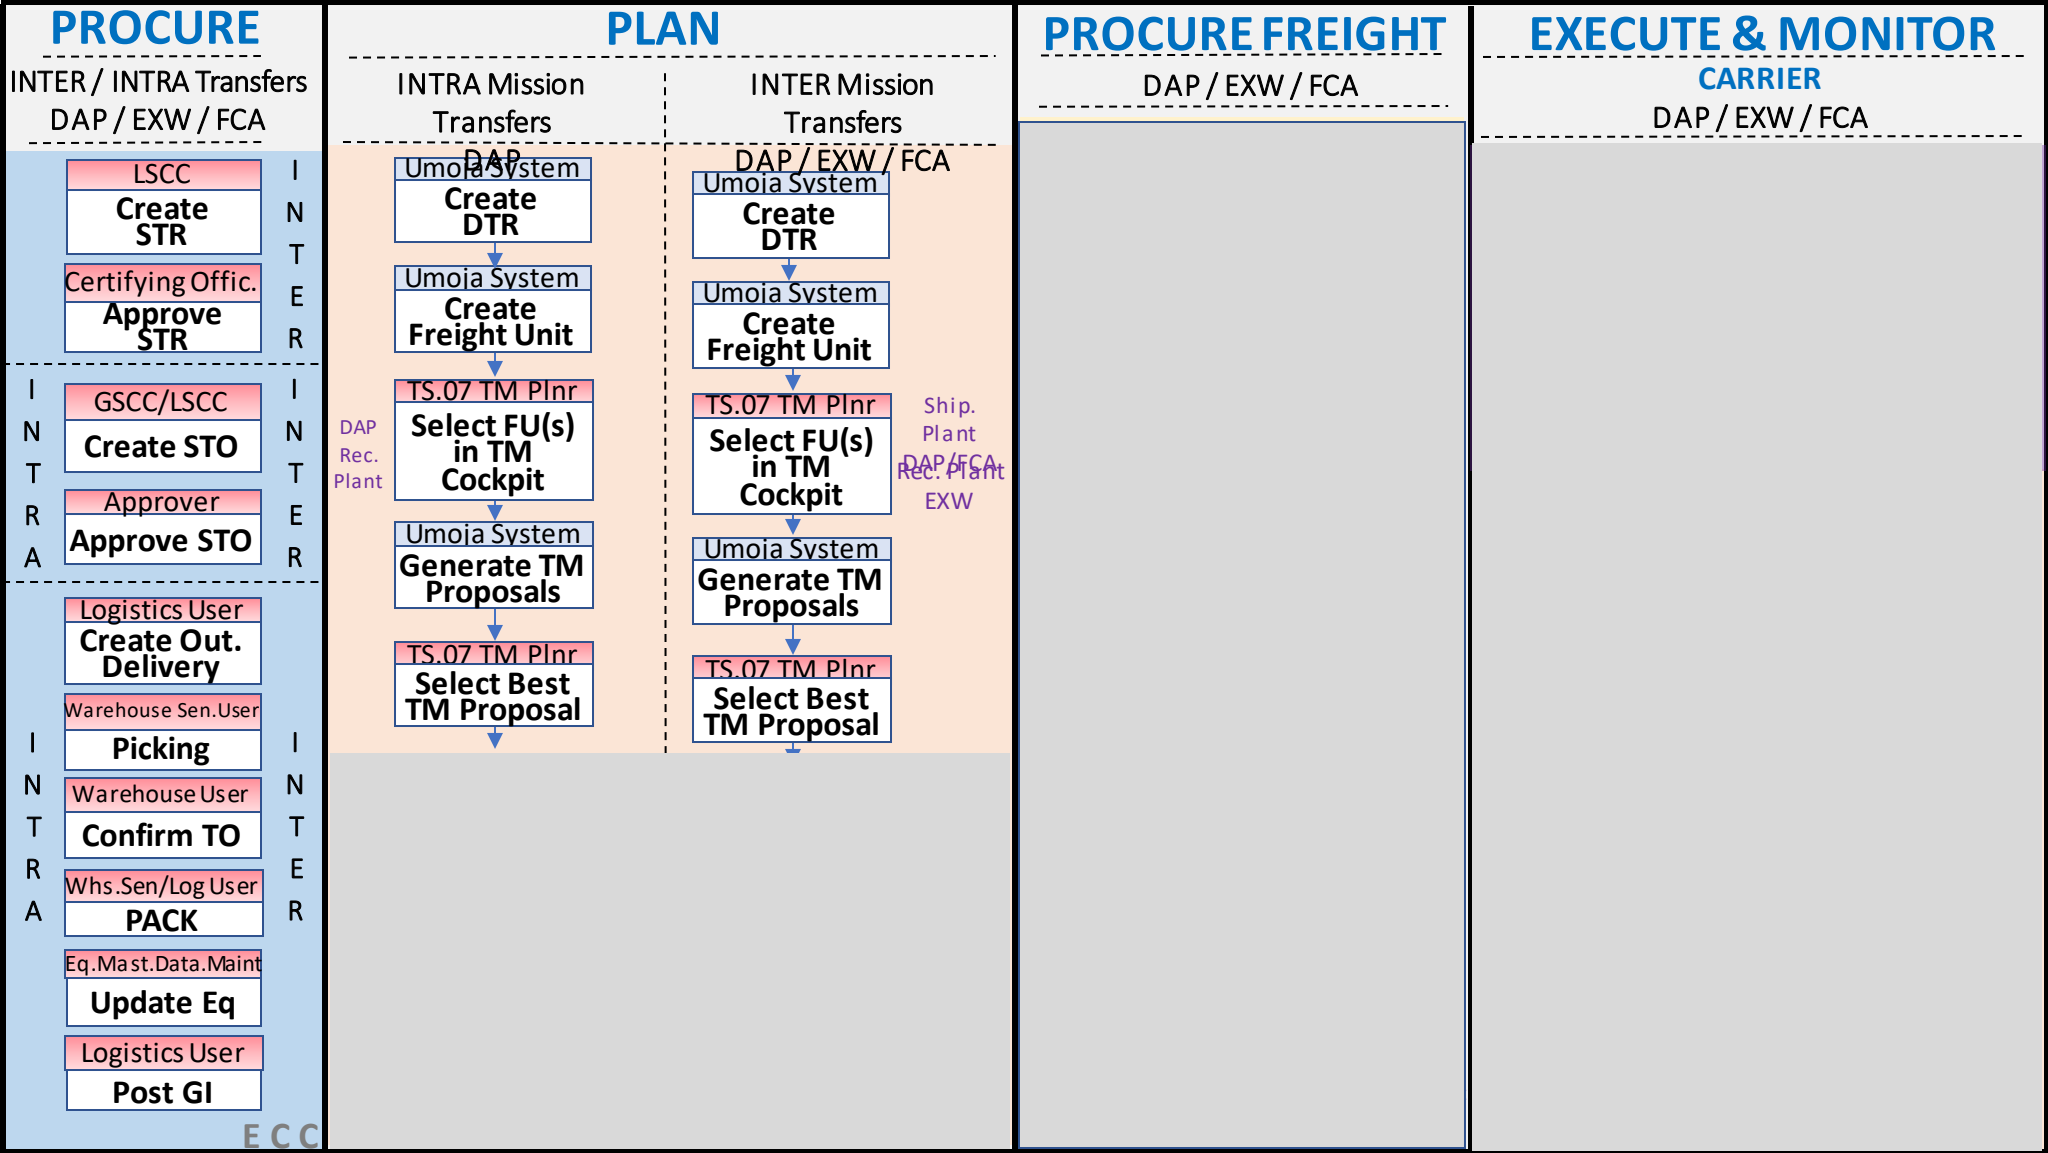 PROCURE
INTER / INTRA Transfers
DAP / EXW / FCA
LSCC
Create
STR
Certifying Offic.
Approve
STR
I
N
T
E
R
GSCC/LSCC
Create STO
Approver
Approve STO
I
N
T
R
A
I
N
T
E
R
Logistics User
Create Out.
Delivery
Warehouse Sen.User
Picking
Warehouse User
Confirm TO
Whs.Sen/Log User
PACK
Eq.Mast.Data.Maint
Update Eq
Logistics User
Post GI
I
N
T
R
A
I
N
T
E
R
ECC
PLAN
INTRA Mission
Transfers
DAP
Umoja System
Create
DTR
Umoja System
Create
Freight Unit
TS.07 TM Plnr
Select FU(s)
in TM
Cockpit
DAP
Rec.
Plant
Umoja System
Generate TM
Proposals
TS.07 TM Plnr
Select Best
TM Proposal
INTER Mission
Transfers
DAP / EXW / FCA
Umoja System
Create
DTR
Umoja System
Create
Freight Unit
TS.07 TM Plnr
Select FU(s)
in TM
Cockpit
Ship.
Plant
DAP/FCA
Rec. Plant
EXW
Umoja System
Generate TM
Proposals
TS.07 TM Plnr
Select Best
TM Proposal
PROCURE FREIGHT
DAP / EXW / FCA
EXECUTE & MONITOR
CARRIER
DAP / EXW / FCA